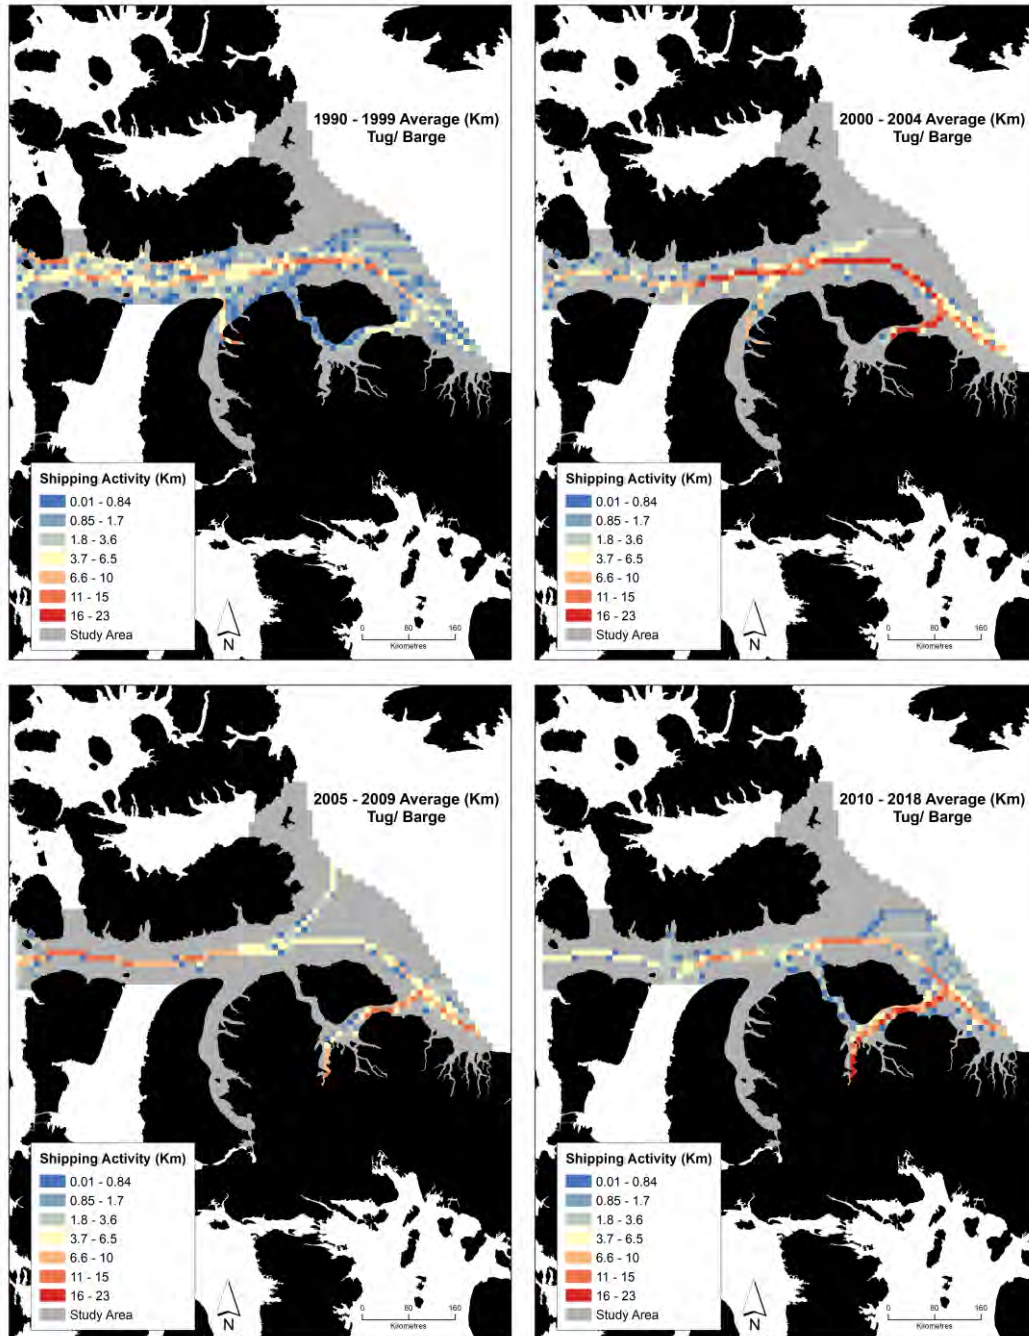 1990 - 1999 Average (Km)
Tug/ Barge
Shipping Activity (Km)
0.01 - 0.84
0.85 - 1.7
1.8 - 3.6
3.7 - 6.5
6.6 - 10
11 - 15
16 - 23
Study Area
N
0 80 160
Kilometres
2000 - 2004 Average (Km)
Tug/ Barge
Shipping Activity (Km)
0.01 - 0.84
0.85 - 1.7
1.8 - 3.6
3.7 - 6.5
6.6 - 10
11 - 15
16 - 23
Study Area
N
0 80 160
Kilometres
2005 - 2009 Average (Km)
Tug/ Barge
Shipping Activity (Km)
0.01 - 0.84
0.85 - 1.7
1.8 - 3.6
3.7 - 6.5
6.6 - 10
11 - 15
16 - 23
Study Area
N
0 80 160
Kilometres
2010 - 2018 Average (Km)
Tug/ Barge
Shipping Activity (Km)
0.01 - 0.84
0.85 - 1.7
1.8 - 3.6
3.7 - 6.5
6.6 - 10
11 - 15
16 - 23
Study Area
N
0 80 160
Kilometres